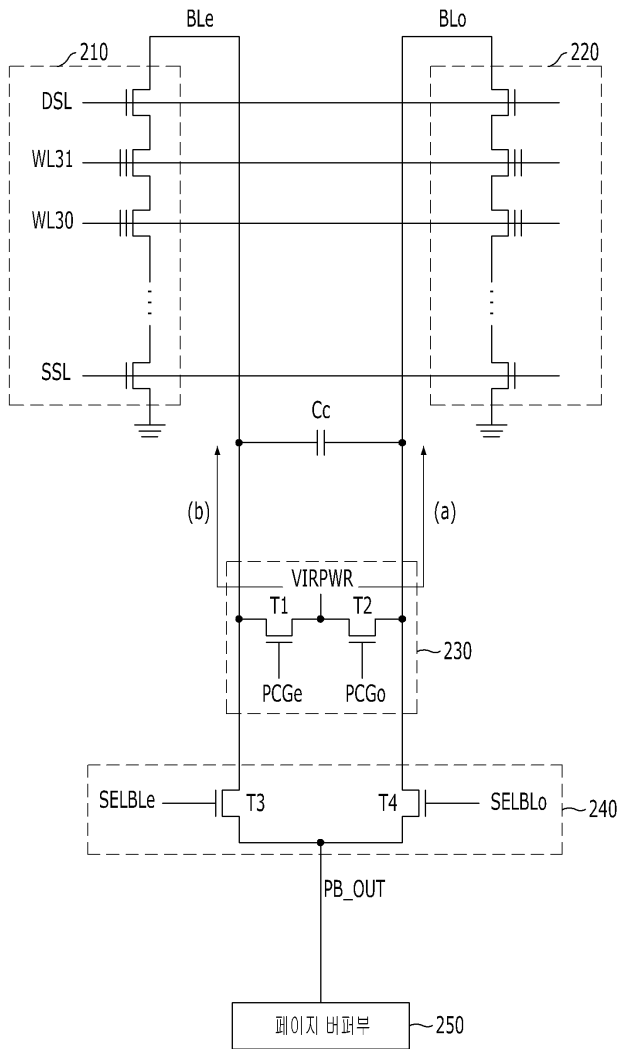 BLe
BLo
210
220
DSL
WL31
WL30
SSL
Cc
(b)
(a)
VIRPWR
T1
T2
230
PCGe
PCGo
SELBLe
T3
T4
SELBLo
240
PB_OUT
페이지 버퍼부
250